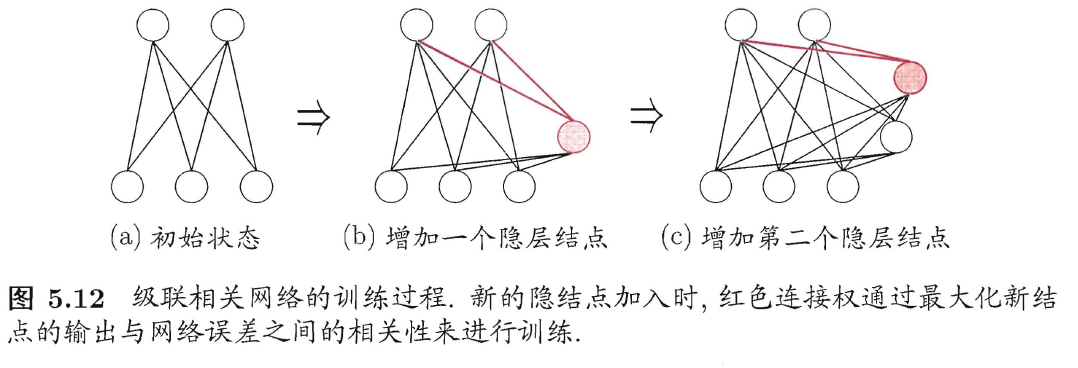 (a) 初始状态
(b) 增加一个隐层结点
(c) 增加第二个隐层结点
图 5.12 级联相关网络的训练过程. 新的隐结点加入时, 红色连接权通过最大化新结
点的输出与网络误差之间的相关性来进行训练.